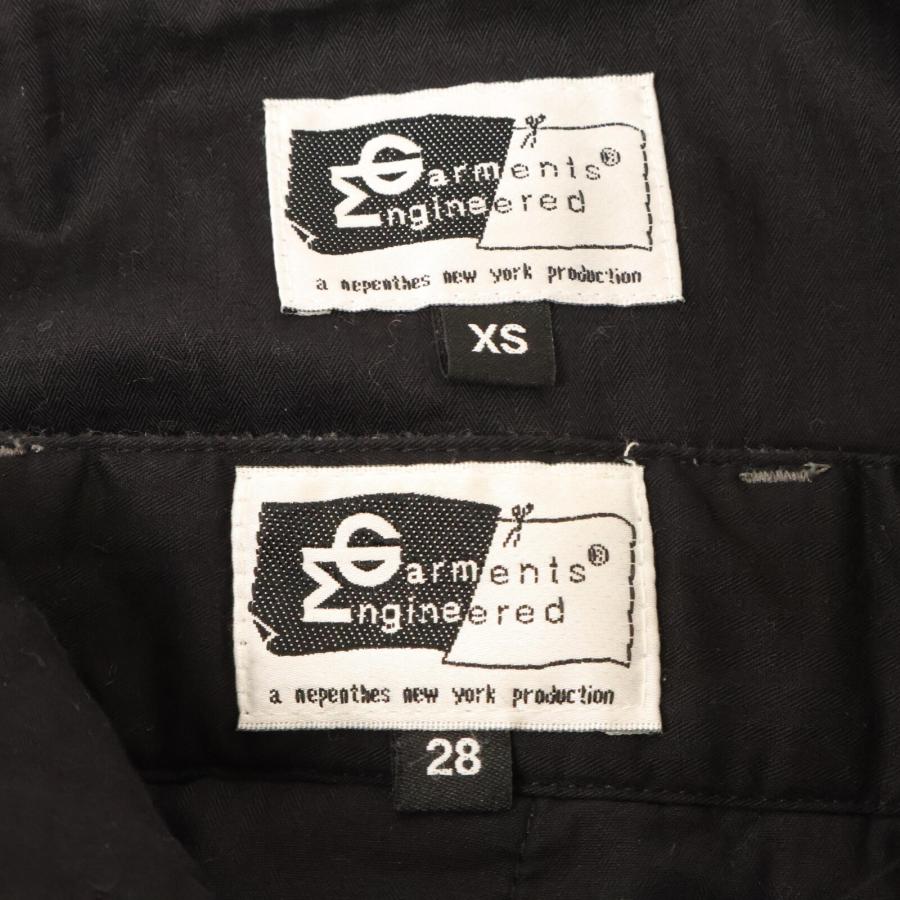 Garments®
Engineered
a nepenthes new york production
XS
Garments®
Engineered
a nepenthes new york production
28